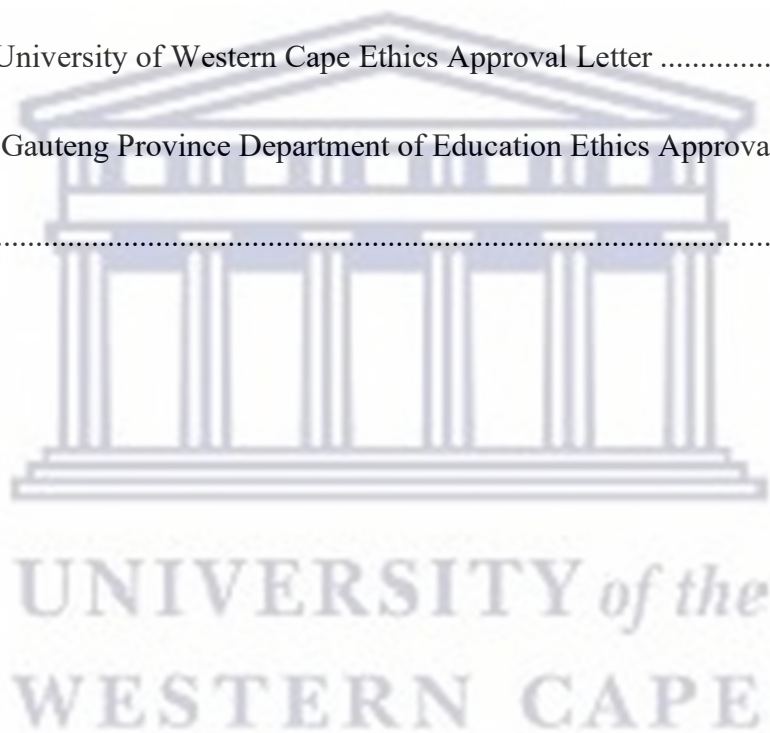 University of Western Cape Ethics Approval Letter ..............
Gauteng Province Department of Education Ethics Approva
................................................................................
UNIVERSITY of the
WESTERN CAPE